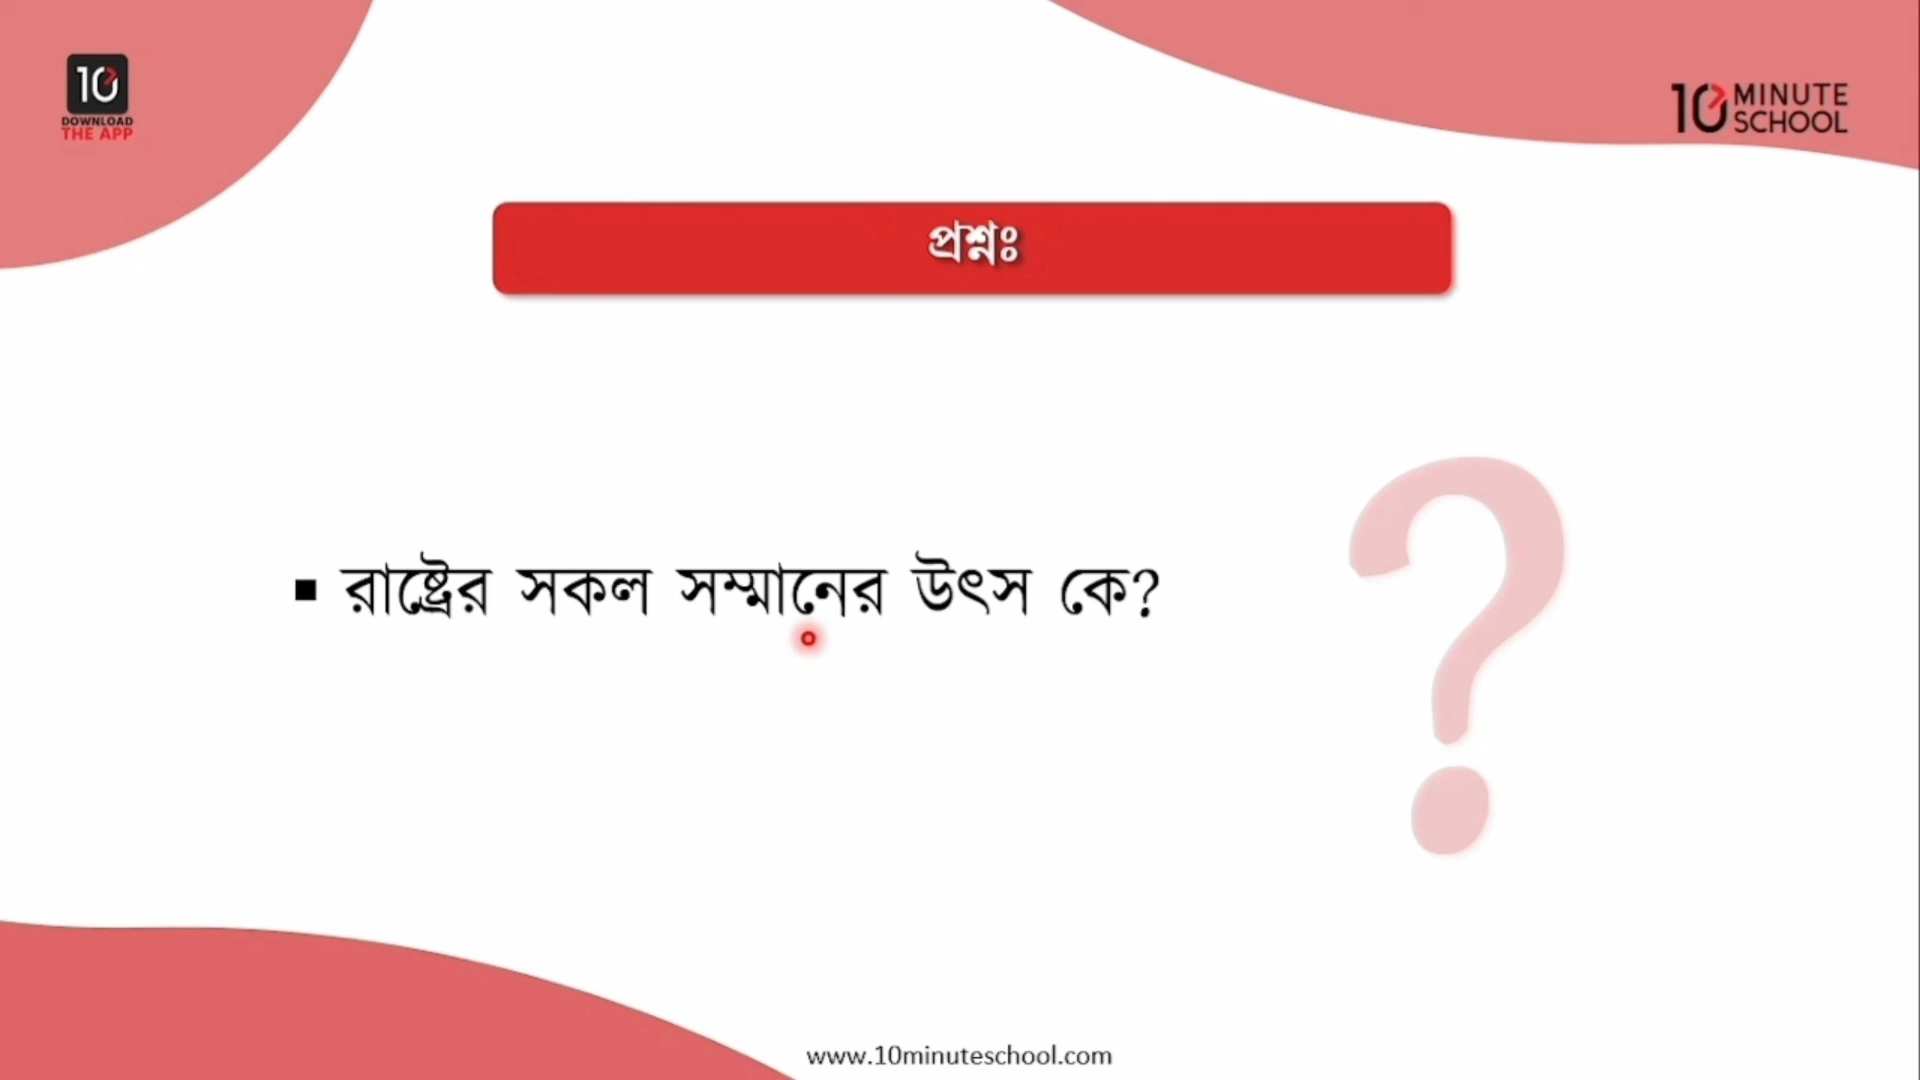 10
DOWNLOAD
THE APP
10 MINUTE
SCHOOL
প্রশ্নঃ
▪ রাষ্ট্রের সকল সম্মানের উৎস কে?
?
www.10minuteschool.com